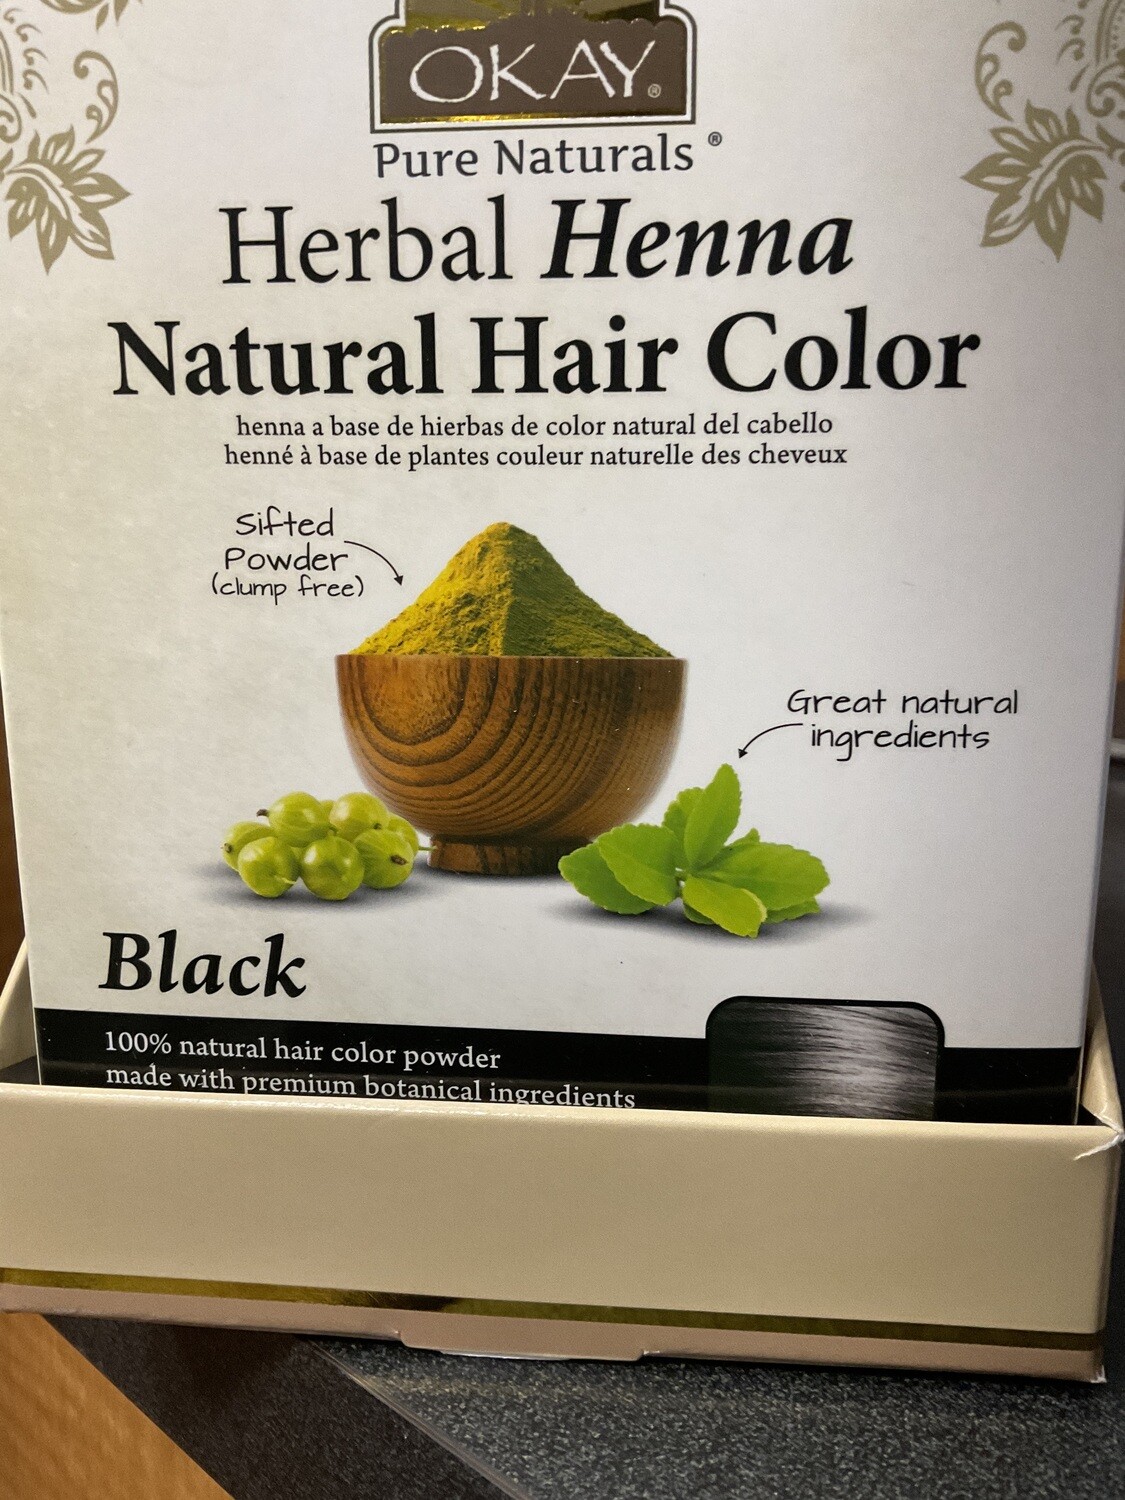 OKAY®
Pure Naturals®
Herbal Henna
Natural Hair Color
henna a base de hierbas de color natural del cabello
henné à base de plantes couleur naturelle des cheveux
Sifted
Powder
(clump free)
Great natural
ingredients
Black
100% natural hair color powder
made with premium botanical ingredients